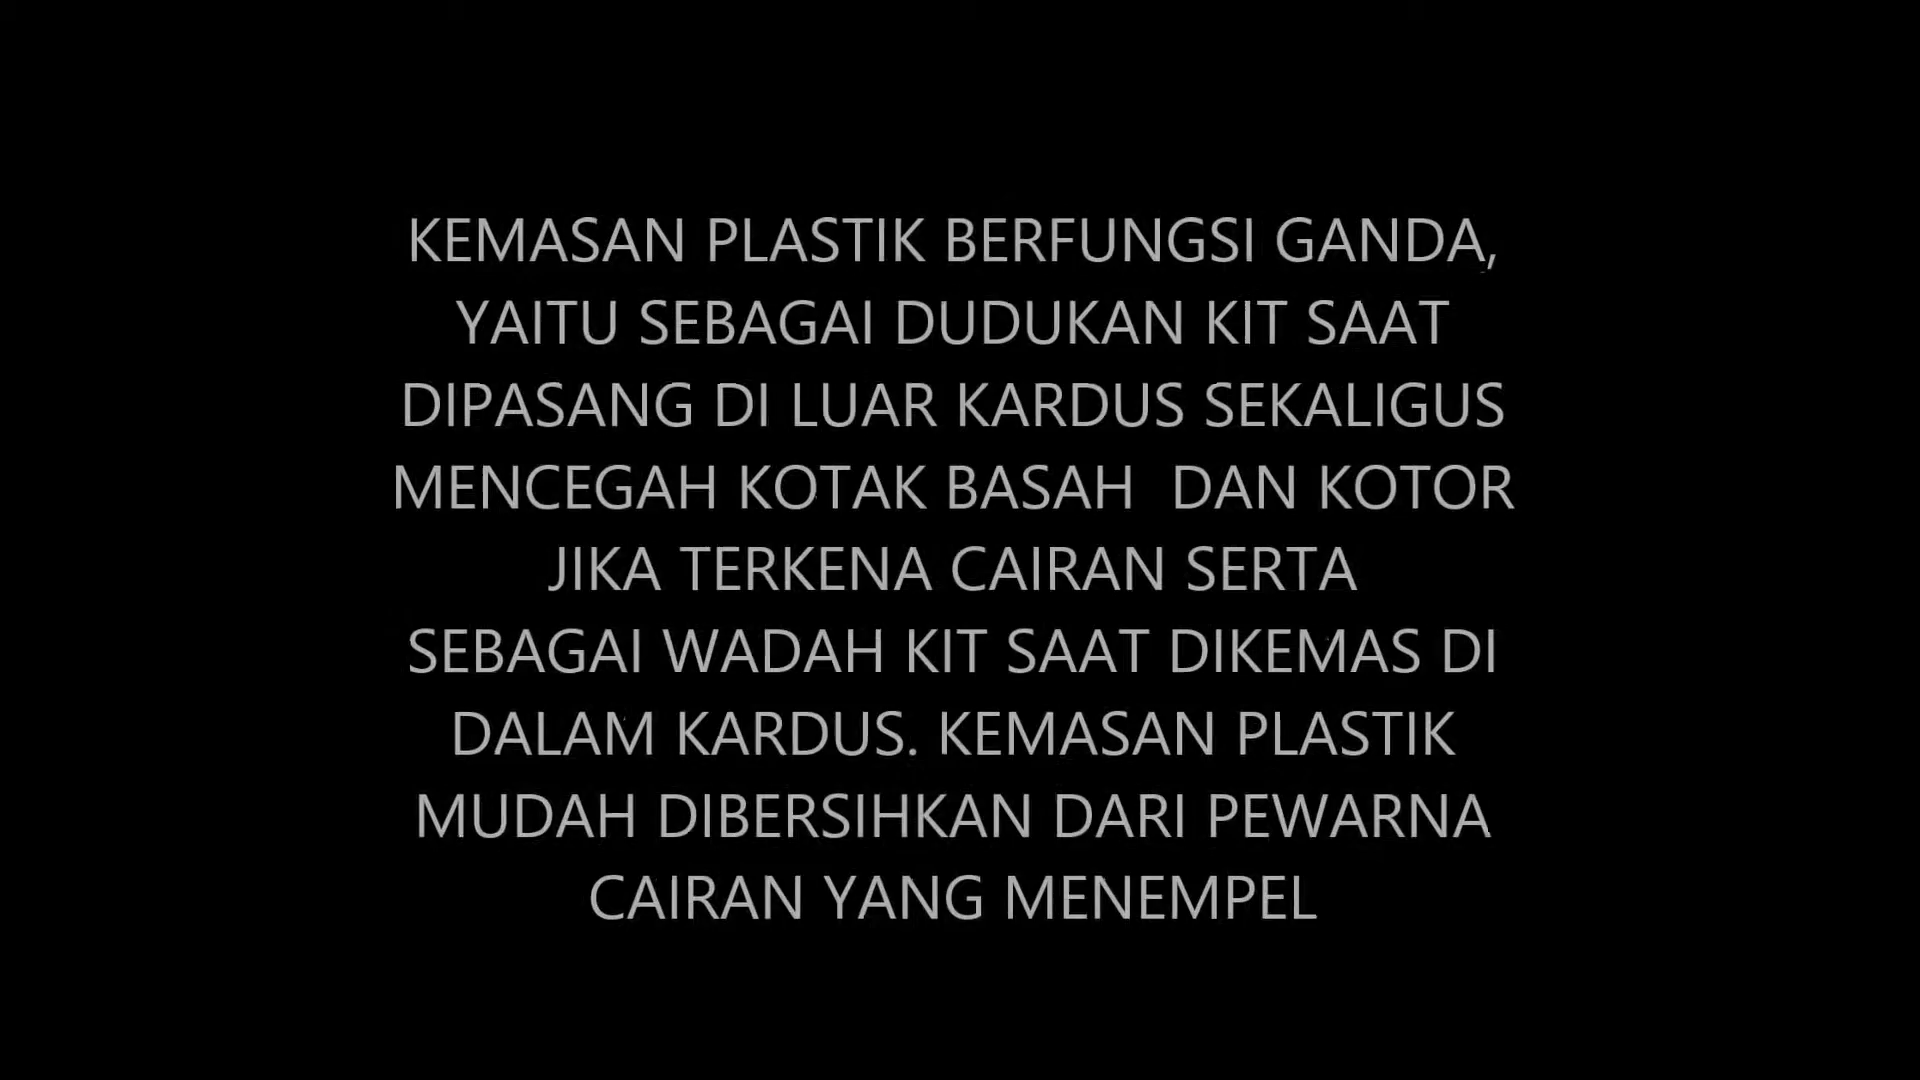 KEMASAN PLASTIK BERFUNGSI GANDA,
YAITU SEBAGAI DUDUKAN KIT SAAT
DIPASANG DI LUAR KARDUS SEKALIGUS
MENCEGAH KOTAK BASAH  DAN KOTOR
JIKA TERKENA CAIRAN SERTA
SEBAGAI WADAH KIT SAAT DIKEMAS DI
DALAM KARDUS. KEMASAN PLASTIK
MUDAH DIBERSIHKAN DARI PEWARNA
CAIRAN YANG MENEMPEL